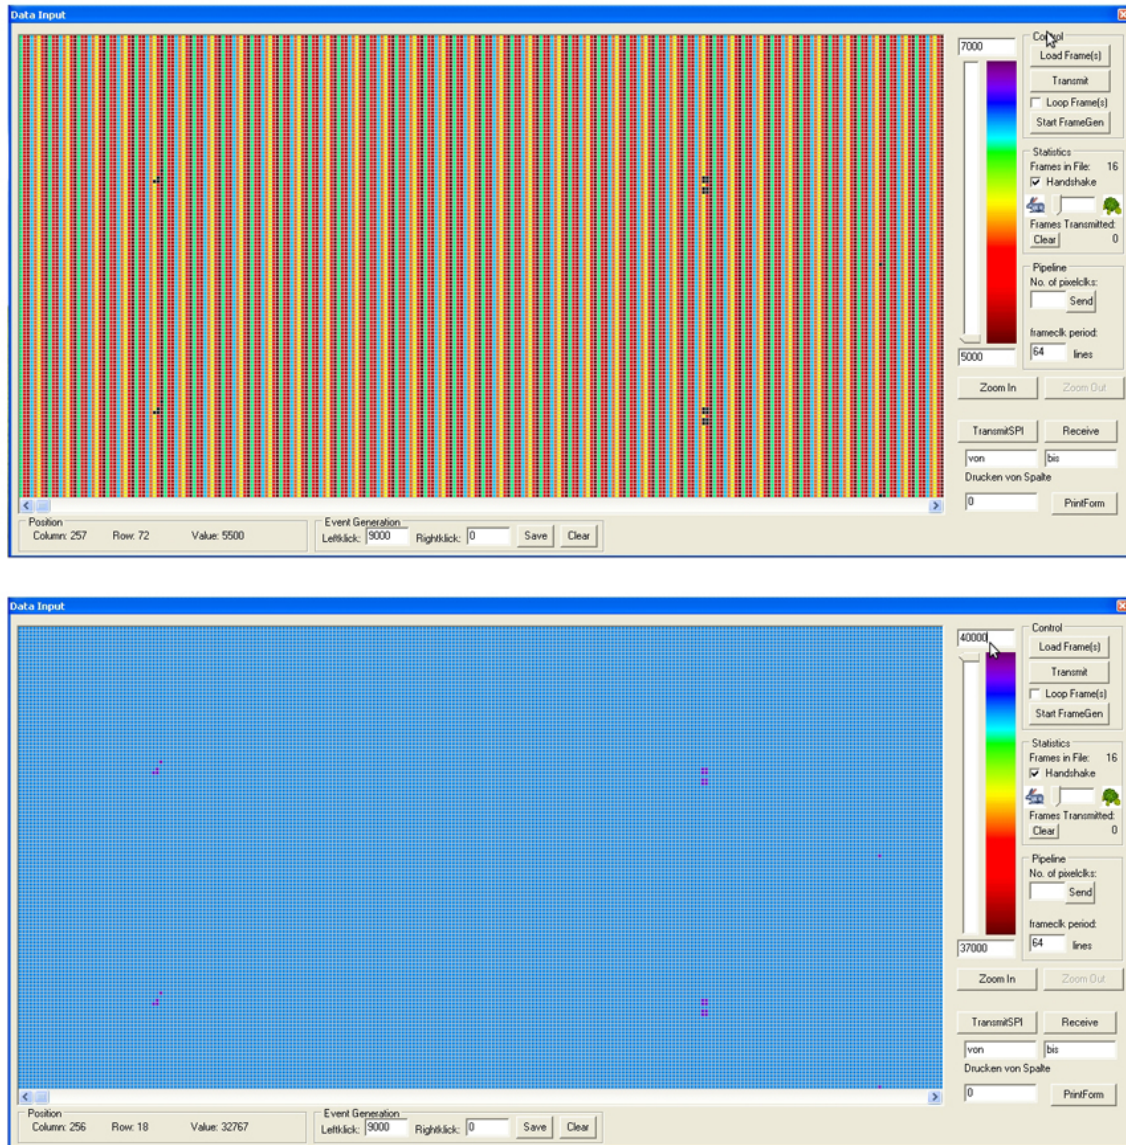 Data Input
7000
Control
Load Frame(s)
Transmit
Loop Frame(s)
Start FrameGen
Statistics
Frames in File: 16
Handshake
Frames Transmitted:
Clear 0
Pipeline
No. of pixelclks:
Send
frameclk period:
5000
64 lines
Zoom In Zoom Out
TransmitSPI Receive
von bis
Drucken von Spalte
0 PrintForm
Position
Column: 257 Row: 72 Value: 5500
Event Generation
Leftklick: 9000 Rightklick: 0 Save Clear
Data Input
40000
Control
Load Frame(s)
Transmit
Loop Frame(s)
Start FrameGen
Statistics
Frames in File: 16
Handshake
Frames Transmitted:
Clear 0
Pipeline
No. of pixelclks:
Send
frameclk period:
37000
64 lines
Zoom In Zoom Out
TransmitSPI Receive
von bis
Drucken von Spalte
0 PrintForm
Position
Column: 256 Row: 18 Value: 32767
Event Generation
Leftklick: 9000 Rightklick: 0 Save Clear